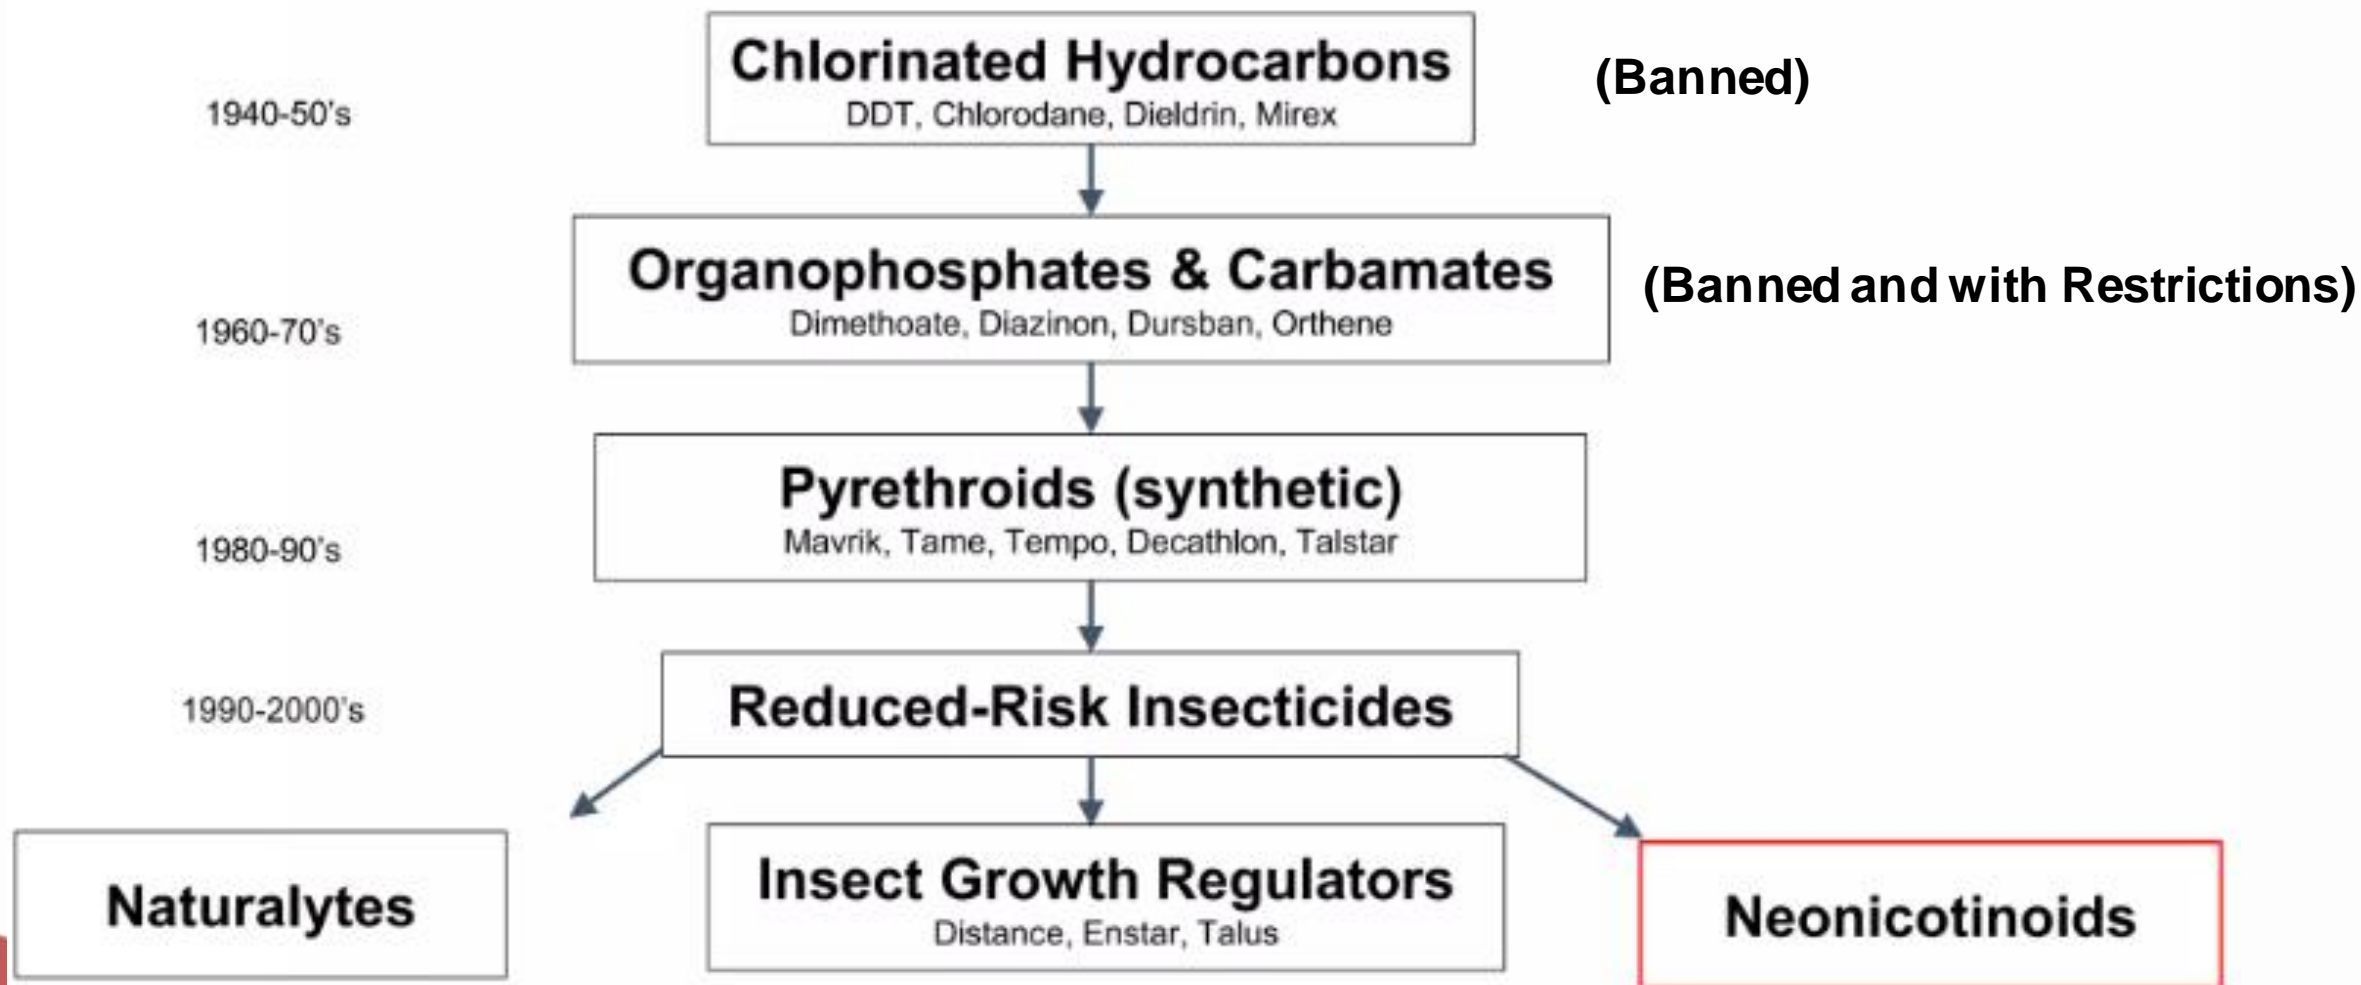 Chlorinated Hydrocarbons
(Banned)
1940-50's
DDT, Chlorodane, Dieldrin, Mirex
Organophosphates & Carbamates
(Banned and with Restrictions)
1960-70's
Dimethoate, Diazinon, Dursban, Orthene
Pyrethroids (synthetic)
1980-90's
Mavrik, Tame, Tempo, Decathlon, Talstar
1990-2000's
Reduced-Risk Insecticides
Naturalytes
Insect Growth Regulators
Distance, Enstar, Talus
Neonicotinoids